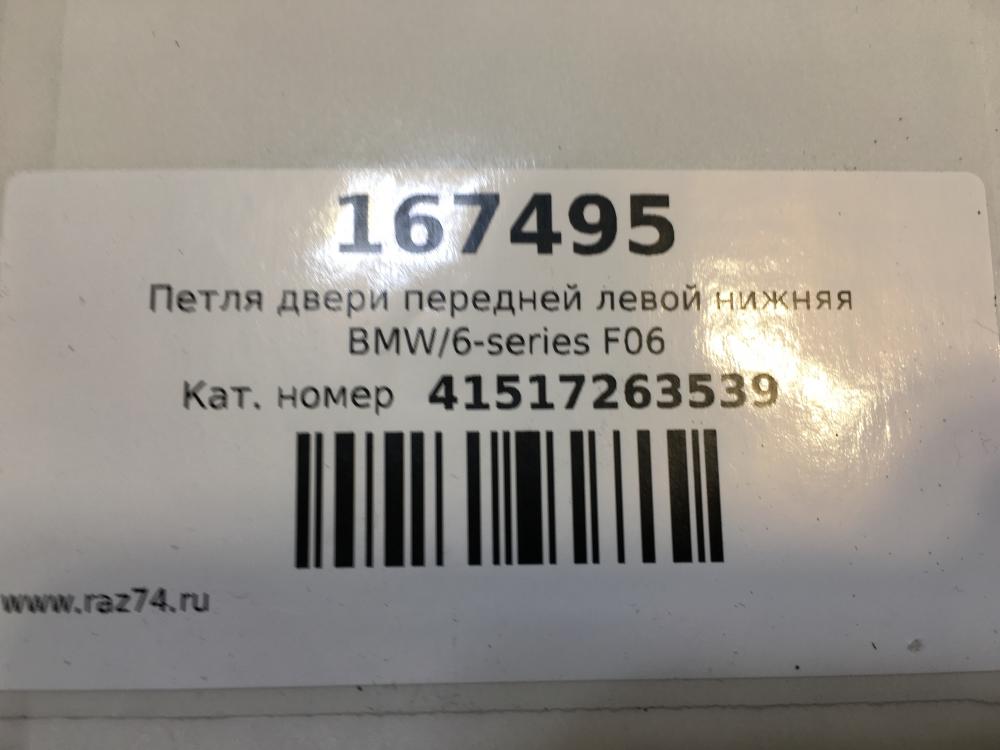 167495
Петля двери передней левой нижняя
BMW/6-series F06
Кат. номер 41517263539
www.raz74.ru